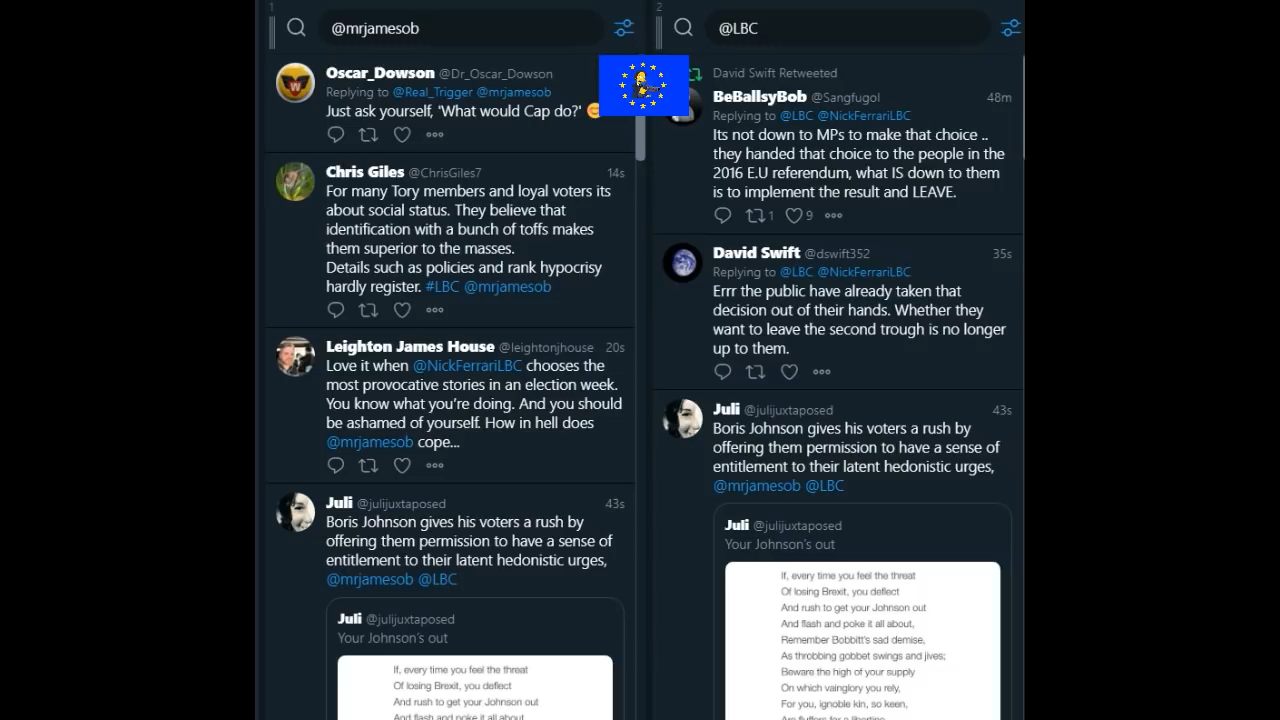 1
@mrjamesob
Oscar_Dowson @Dr_Oscar_Dowson
Replying to @Real_Trigger @mrjamesob
Just ask yourself, 'What would Cap do?' 😊
Chris Giles @ChrisGiles7 14s
For many Tory members and loyal voters its
about social status. They believe that
identification with a bunch of toffs makes
them superior to the masses.
Details such as policies and rank hypocrisy
hardly register. #LBC @mrjamesob
Leighton James House @leightonjhouse 20s
Love it when @NickFerrariLBC chooses the
most provocative stories in an election week.
You know what you're doing. And you should
be ashamed of yourself. How in hell does
@mrjamesob cope...
Juli @julijuxtaposed 43s
Boris Johnson gives his voters a rush by
offering them permission to have a sense of
entitlement to their latent hedonistic urges,
@mrjamesob @LBC
Juli @julijuxtaposed
Your Johnson's out
If, every time you feel the threat
Of losing Brexit, you deflect
And rush to get your Johnson out
And flash and poke it all about,
2
@LBC
David Swift Retweeted
BeBallsyBob @Sangfugol 48m
Replying to @LBC @NickFerrariLBC
Its not down to MPs to make that choice ..
they handed that choice to the people in the
2016 E.U referendum, what IS down to them
is to implement the result and LEAVE.
1 9
David Swift @dswift352 35s
Replying to @LBC @NickFerrariLBC
Errr the public have already taken that
decision out of their hands. Whether they
want to leave the second trough is no longer
up to them.
Juli @julijuxtaposed 43s
Boris Johnson gives his voters a rush by
offering them permission to have a sense of
entitlement to their latent hedonistic urges,
@mrjamesob @LBC
Juli @julijuxtaposed
Your Johnson's out
If, every time you feel the threat
Of losing Brexit, you deflect
And rush to get your Johnson out
And flash and poke it all about,
Remember Bobbitt's sad demise,
As throbbing gobbet swings and jives;
Beware the high of your supply
On which vainglory you rely,
For you, ignoble kin, so keen,
Are fluffers for a libertine